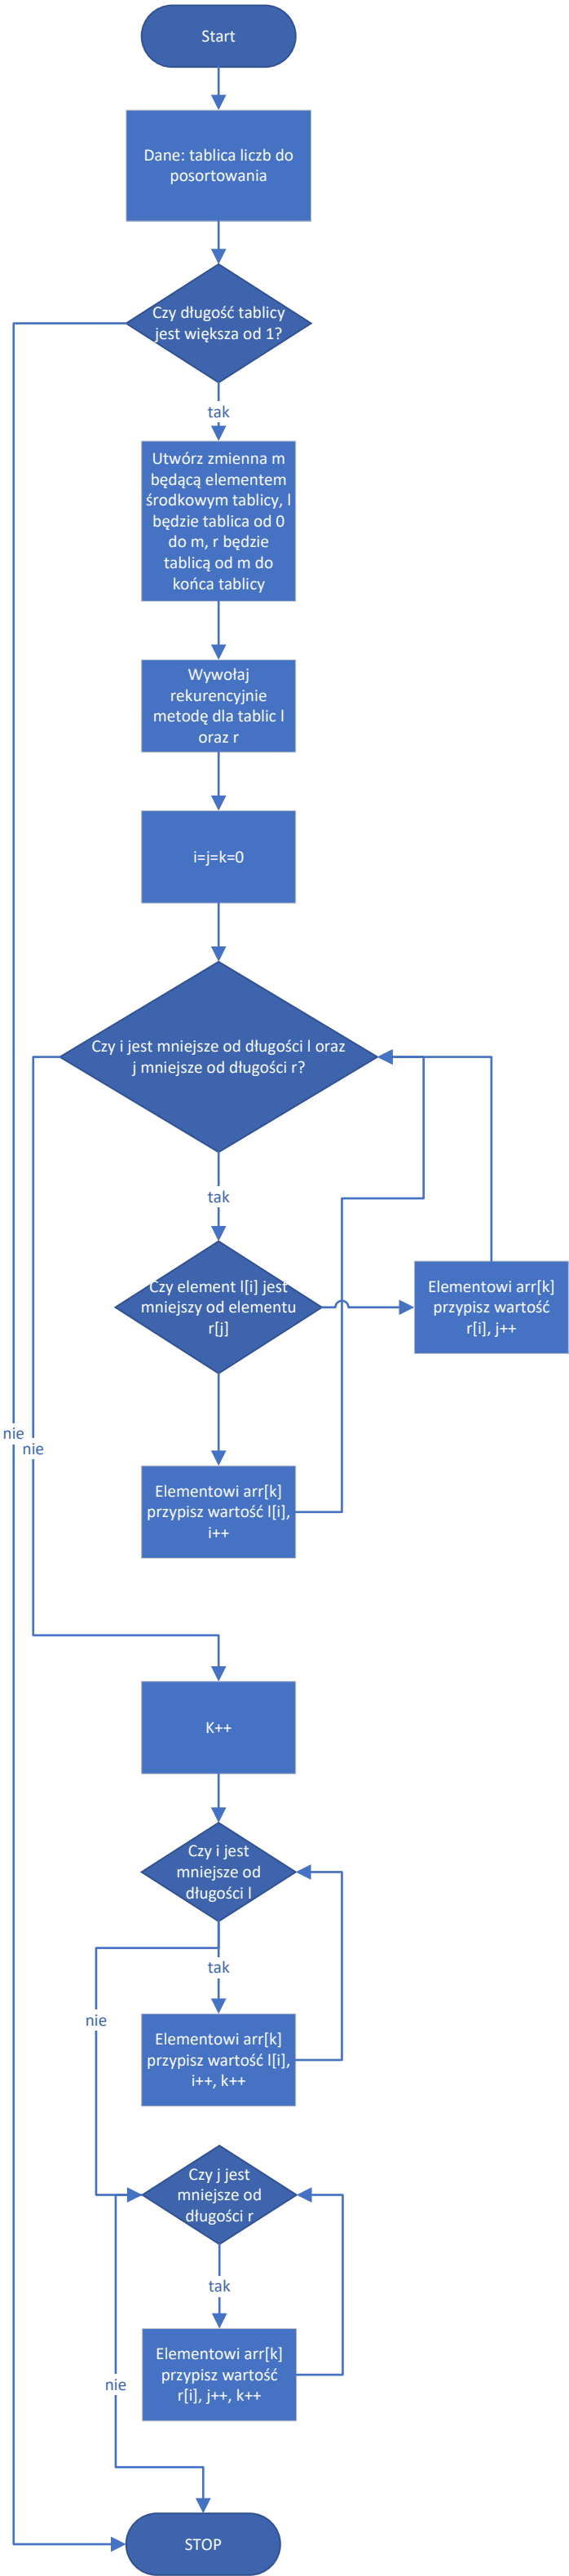 Start
Dane: tablica liczb do
posortowania
Czy długość tablicy
jest większa od 1?
tak
Utwórz zmienna m
będącą elementem
środkowym tablicy, l
będzie tablica od 0
do m, r będzie
tablicą od m do
końca tablicy
Wywołaj
rekurencyjnie
metodę dla tablic l
oraz r
i=j=k=0
Czy i jest mniejsze od długości l oraz
j mniejsze od długości r?
tak
Czy element l[i] jest
mniejszy od elementu
r[j]
Elementowi arr[k]
przypisz wartość
r[i], j++
nie
nie
Elementowi arr[k]
przypisz wartość l[i],
i++
K++
Czy i jest
mniejsze od
długości l
tak
nie
Elementowi arr[k]
przypisz wartość l[i],
i++, k++
Czy j jest
mniejsze od
długości r
tak
Elementowi arr[k]
przypisz wartość
r[i], j++, k++
nie
STOP